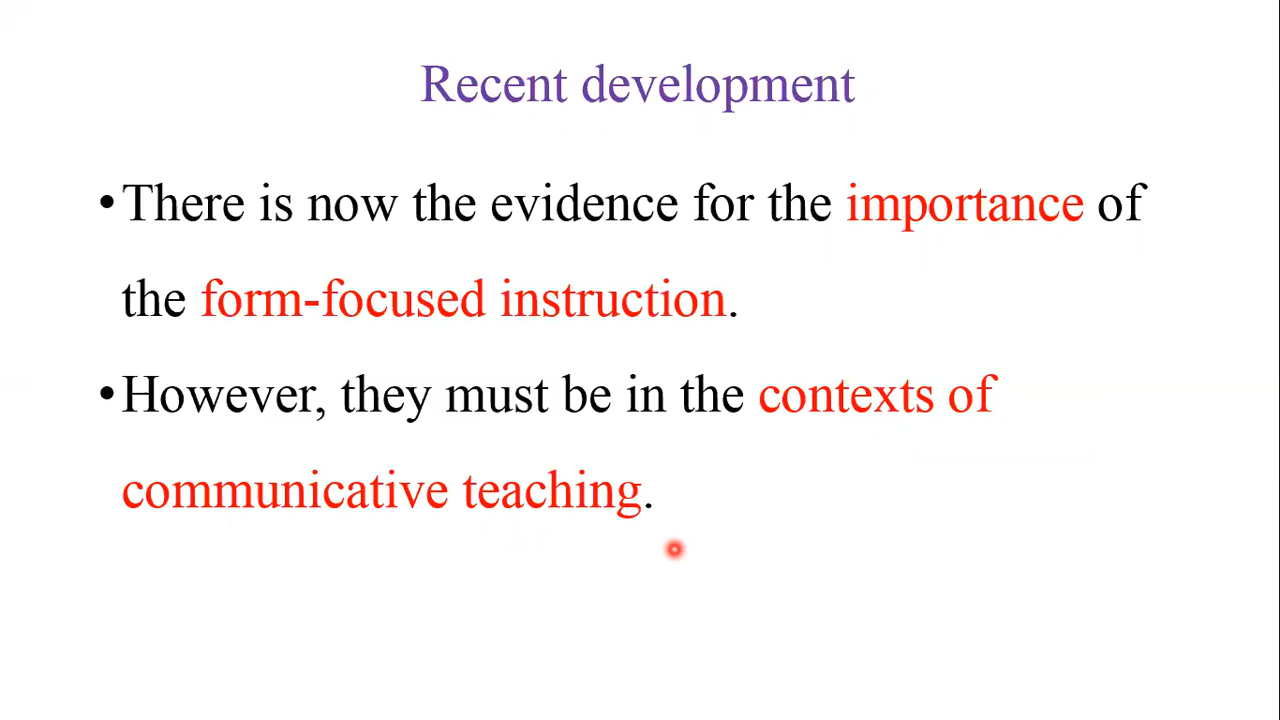 Recent development
•There is now the evidence for the importance of
the form-focused instruction.
•However, they must be in the contexts of
communicative teaching.